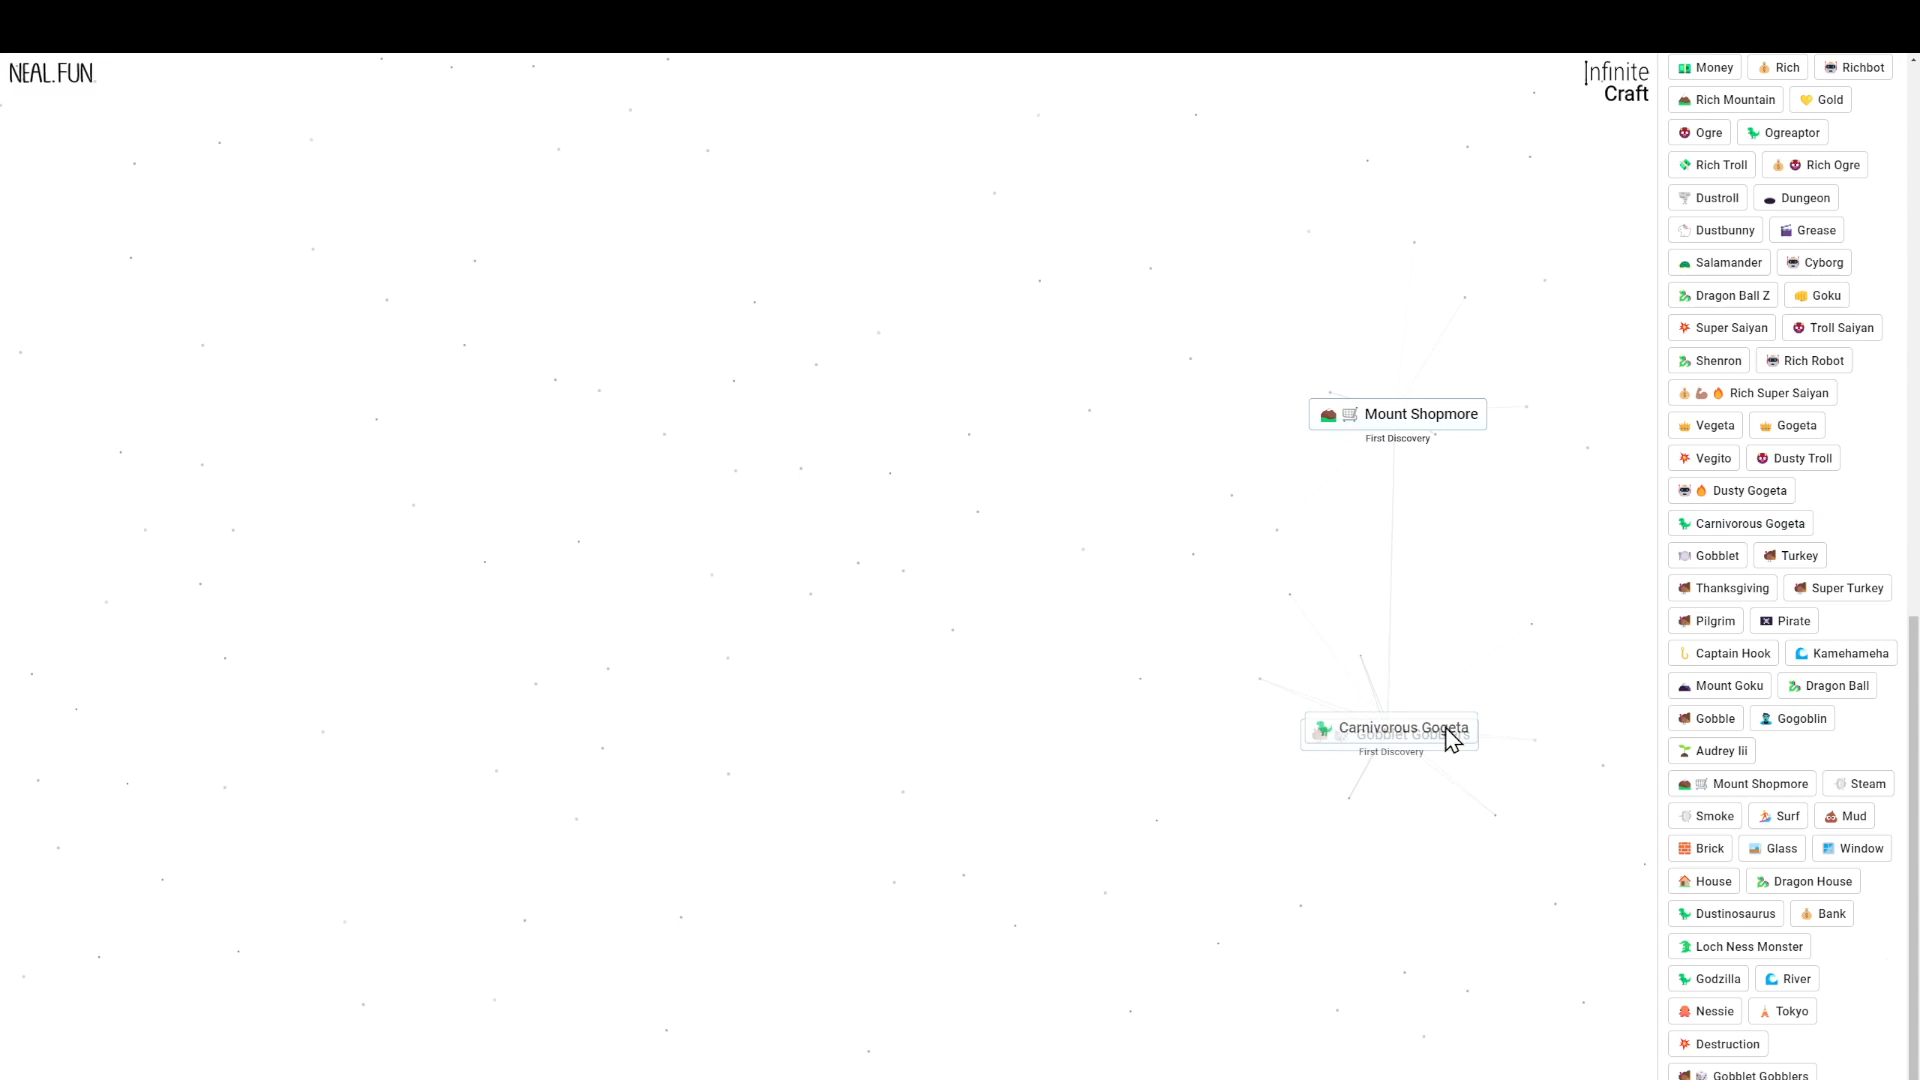 NEAL.FUN
Infinite
Craft
Mount Shopmore
First Discovery
Carnivorous Gogeta
Gobblet Gobblers
First Discovery
Money Rich Richbot
Rich Mountain Gold
Ogre Ogreaptor
Rich Troll Rich Ogre
Dustroll Dungeon
Dustbunny Grease
Salamander Cyborg
Dragon Ball Z Goku
Super Saiyan Troll Saiyan
Shenron Rich Robot
Rich Super Saiyan
Vegeta Gogeta
Vegito Dusty Troll
Dusty Gogeta
Carnivorous Gogeta
Gobblet Turkey
Thanksgiving Super Turkey
Pilgrim Pirate
Captain Hook Kamehameha
Mount Goku Dragon Ball
Gobble Gogoblin
Audrey Iii
Mount Shopmore Steam
Smoke Surf Mud
Brick Glass Window
House Dragon House
Dustinosaurus Bank
Loch Ness Monster
Godzilla River
Nessie Tokyo
Destruction
Gobblet Gobblers